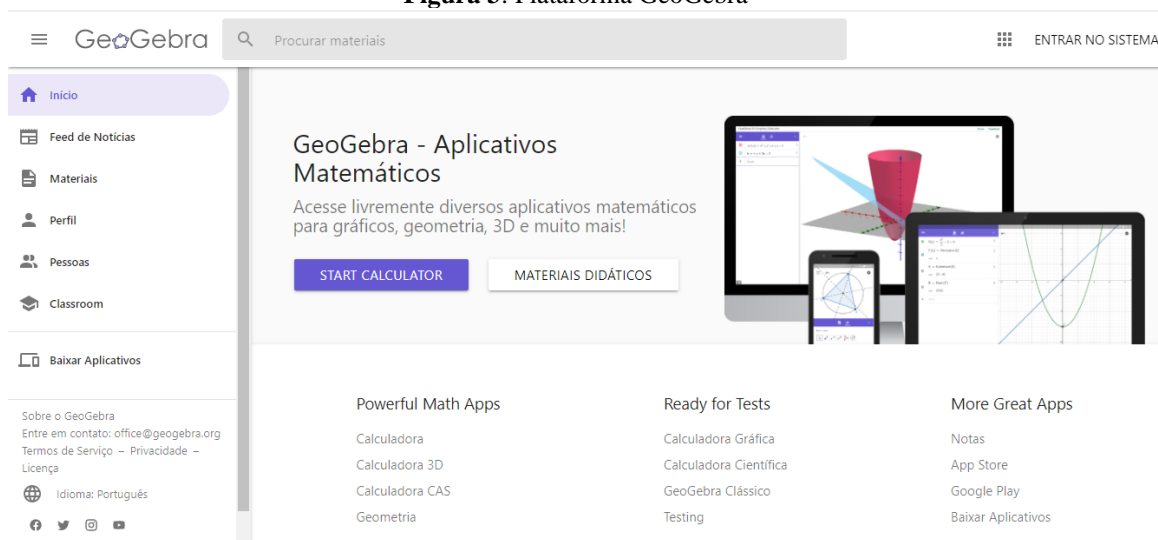 Figura 3. Plataforma GeoGebra
GeoGebra
Procurar materiais
ENTRAR NO SISTEMA
Início
Feed de Notícias
Materiais
Perfil
Pessoas
Classroom
Baixar Aplicativos
Sobre o GeoGebra
Entre em contato: office@geogebra.org
Termos de Serviço – Privacidade –
Licença
Idioma: Português
GeoGebra - Aplicativos
Matemáticos
Acesse livremente diversos aplicativos matemáticos
para gráficos, geometria, 3D e muito mais!
START CALCULATOR
MATERIAIS DIDÁTICOS
Powerful Math Apps
Calculadora
Calculadora 3D
Calculadora CAS
Geometria
Ready for Tests
Calculadora Gráfica
Calculadora Científica
GeoGebra Clássico
Testing
More Great Apps
Notas
App Store
Google Play
Baixar Aplicativos